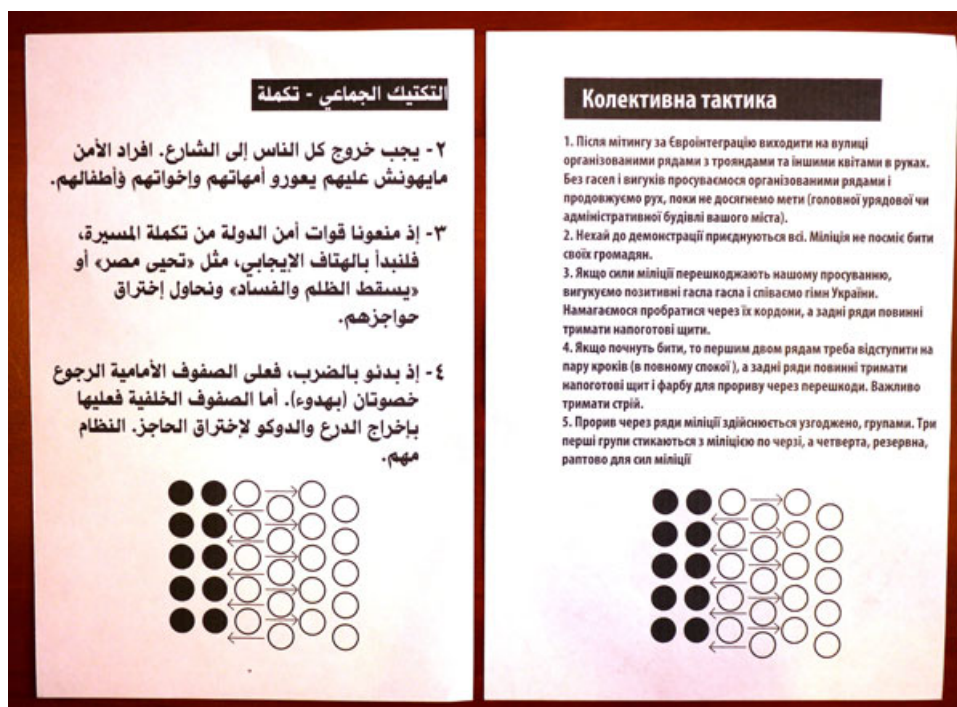 التكتيك الجماعي - تكملة
٢- يجب خروج كل الناس إلى الشارع. افراد الأمن
مايهونش عليهم يعورو أمهاتهم وإخواتهم وأطفالهم.
٣- إذ منعونا قوات أمن الدولة من تكملة المسيرة،
فلنبدأ بالهتاف الإيجابي، مثل «تحيى مصر» أو
«يسقط الظلم والفساد» ونحاول إختراق
حواجزهم.
٤- إذ بدئو بالضرب، فعلى الصفوف الأمامية الرجوع
خصوتان (بهدوء). أما الصفوف الخلفية فعليها
بإخراج الدرع والدوكو لإختراق الحاجز. النظام
مهم.
Колективна тактика
1. Після мітингу за Євроінтеграцію виходити на вулиці
організованими рядами з трояндами та іншими квітами в руках.
Без гасел і вигуків просуваємося організованими рядами і
продовжуємо рух, поки не досягнемо мети (головної урядової чи
адміністративної будівлі вашого міста).
2. Нехай до демонстрації приєднуються всі. Міліція не посміє бити
своїх громадян.
3. Якщо сили міліції перешкоджають нашому просуванню,
вигукуємо позитивні гасла гасла і співаємо гімн України.
Намагаємося пробратися через їх кордони, а задні ряди повинні
тримати напоготові щити.
4. Якщо почнуть бити, то першим двом рядам треба відступити на
пару кроків (в повному спокої ), а задні ряди повинні тримати
напоготові щит і фарбу для прориву через перешкоди. Важливо
тримати стрій.
5. Прорив через ряди міліції здійснюється узгоджено, групами. Три
перші групи стикаються з міліцією по черзі, а четверта, резервна,
раптово для сил міліції